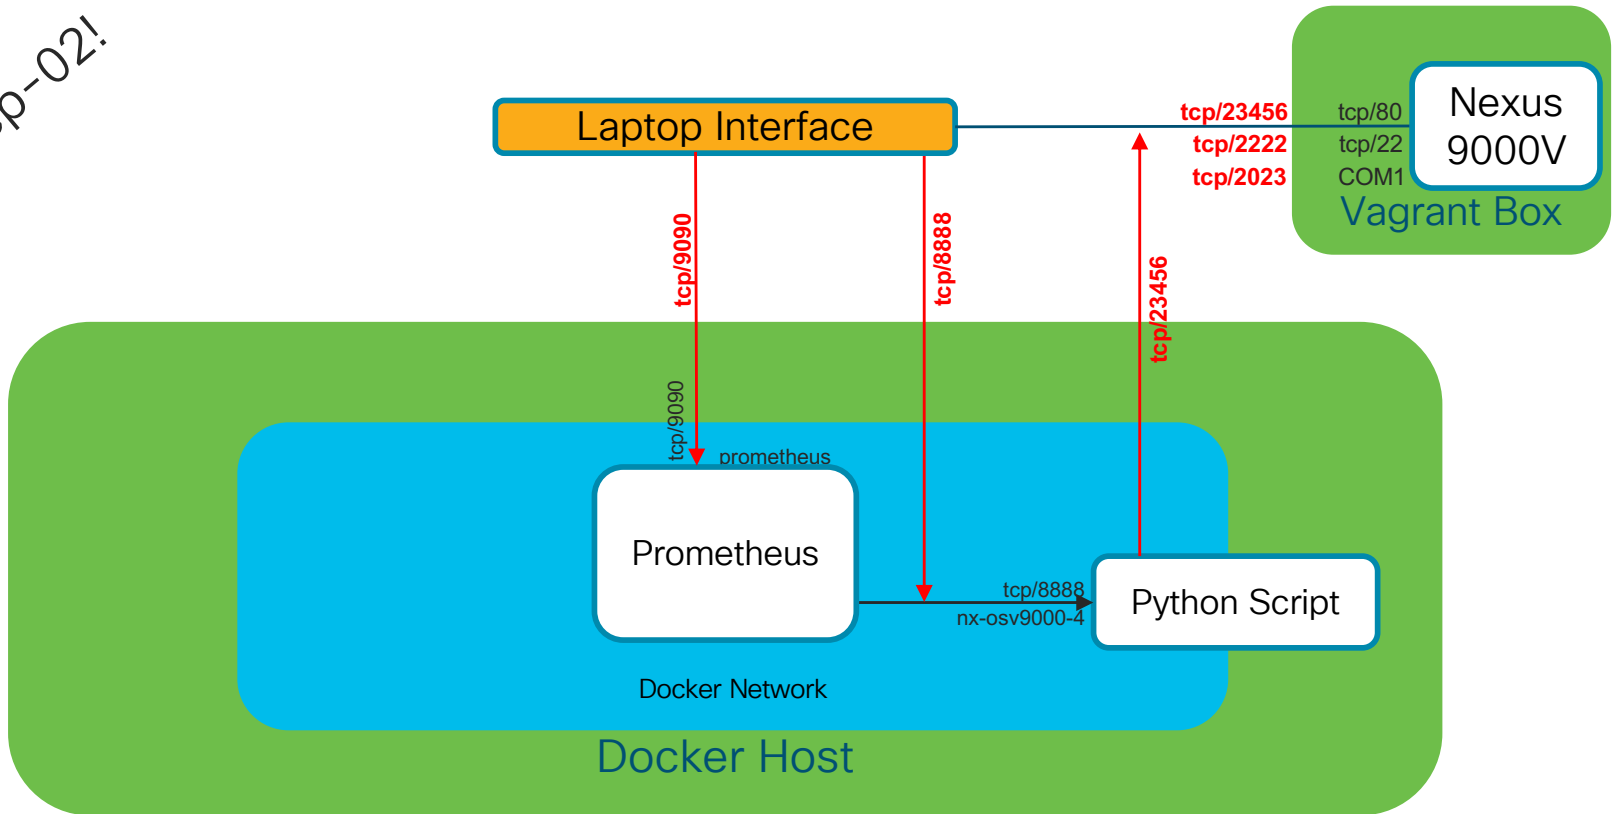 Laptop Interface
tcp/23456
tcp/2222
tcp/2023
tcp/80
tcp/22
COM1
Nexus
9000V
Vagrant Box
tcp/9090
tcp/8888
tcp/23456
tcp/9090
prometheus
Prometheus
tcp/8888
nx-osv9000-4
Python Script
Docker Network
Docker Host